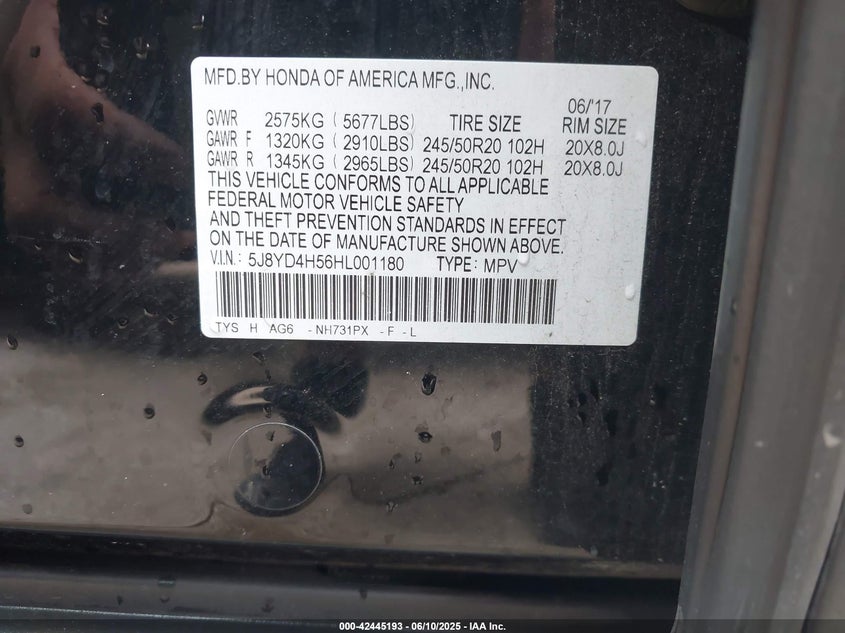 MFD.BY HONDA OF AMERICA MFG.,INC.
06/'17
GVWR 2575KG ( 5677LBS) TIRE SIZE RIM SIZE
GAWR F 1320KG ( 2910LBS) 245/50R20 102H 20X8.0J
GAWR R 1345KG ( 2965LBS) 245/50R20 102H 20X8.0J
THIS VEHICLE CONFORMS TO ALL APPLICABLE
FEDERAL MOTOR VEHICLE SAFETY
AND THEFT PREVENTION STANDARDS IN EFFECT
ON THE DATE OF MANUFACTURE SHOWN ABOVE.
V.I.N.: 5J8YD4H56HL001180 TYPE: MPV
TYS H AG6 - NH731PX - F - L
000-42445193 - 06/10/2025 - IAA Inc.